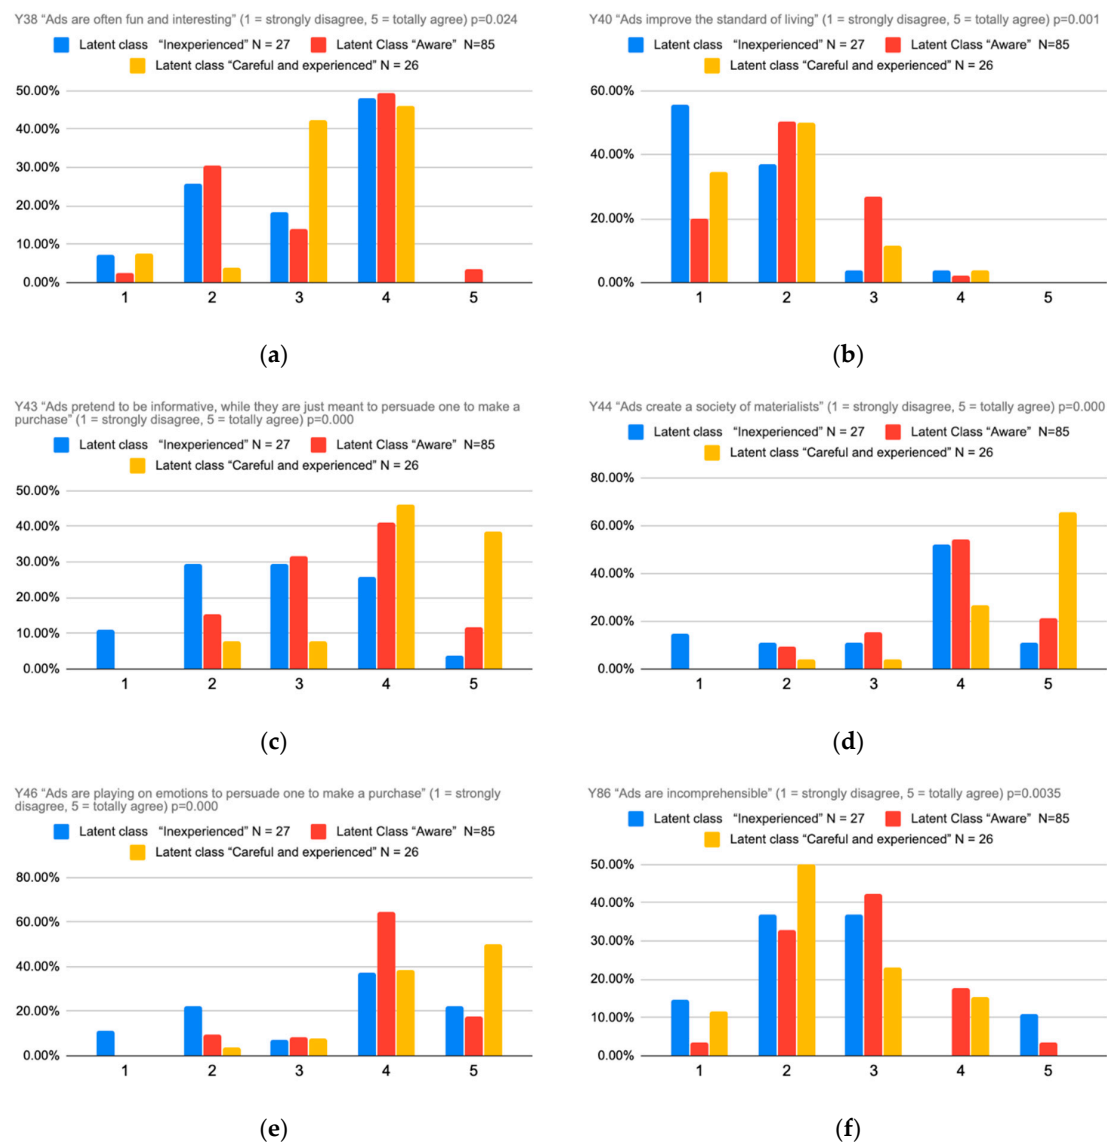 Y38 “Ads are often fun and interesting” (1 = strongly disagree, 5 = totally agree) p=0.024
Latent class “Inexperienced” N = 27
Latent Class “Aware” N=85
Latent class “Careful and experienced” N = 26
50.00%
40.00%
30.00%
20.00%
10.00%
0.00%
1 2 3 4 5
(a)
Y40 “Ads improve the standard of living” (1 = strongly disagree, 5 = totally agree) p=0.001
Latent class “Inexperienced” N = 27
Latent Class “Aware” N=85
Latent class “Careful and experienced” N = 26
60.00%
40.00%
20.00%
0.00%
1 2 3 4 5
(b)
Y43 “Ads pretend to be informative, while they are just meant to persuade one to make a
purchase” (1 = strongly disagree, 5 = totally agree) p=0.000
Latent class “Inexperienced” N = 27
Latent Class “Aware” N=85
Latent class “Careful and experienced” N = 26
50.00%
40.00%
30.00%
20.00%
10.00%
0.00%
1 2 3 4 5
(c)
Y44 “Ads create a society of materialists” (1 = strongly disagree, 5 = totally agree) p=0.000
Latent class “Inexperienced” N = 27
Latent Class “Aware” N=85
Latent class “Careful and experienced” N = 26
80.00%
60.00%
40.00%
20.00%
0.00%
1 2 3 4 5
(d)
Y46 “Ads are playing on emotions to persuade one to make a purchase” (1 = strongly
disagree, 5 = totally agree) p=0.000
Latent class “Inexperienced” N = 27
Latent Class “Aware” N=85
Latent class “Careful and experienced” N = 26
80.00%
60.00%
40.00%
20.00%
0.00%
1 2 3 4 5
(e)
Y86 “Ads are incomprehensible” (1 = strongly disagree, 5 = totally agree) p=0.0035
Latent class “Inexperienced” N = 27
Latent Class “Aware” N=85
Latent class “Careful and experienced” N = 26
50.00%
40.00%
30.00%
20.00%
10.00%
0.00%
1 2 3 4 5
(f)